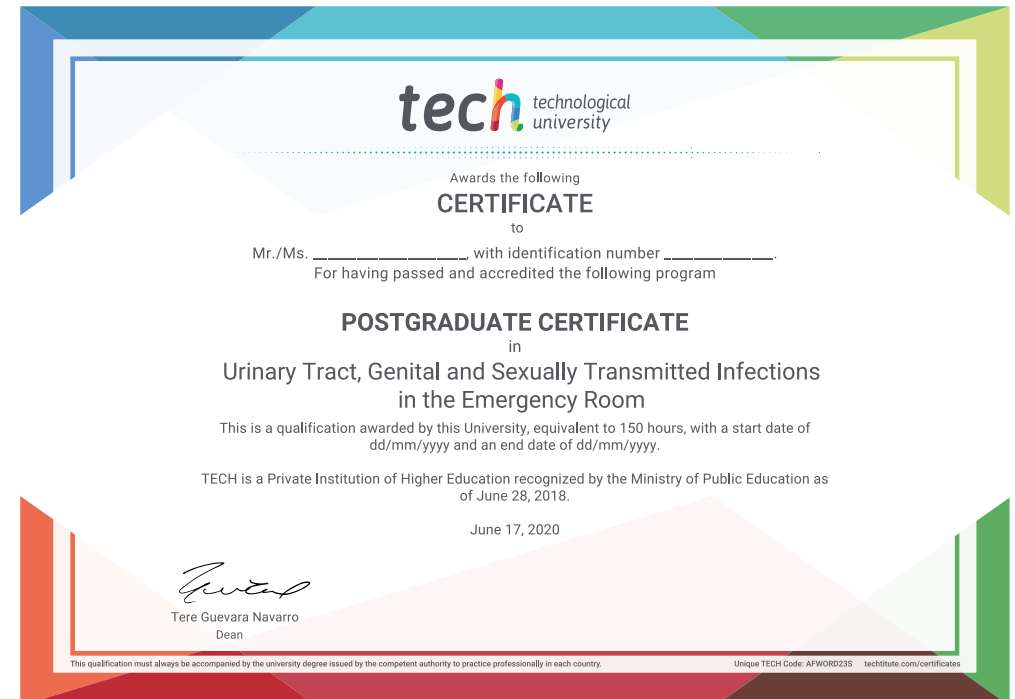 tech technological
university
Awards the following
CERTIFICATE
to
Mr./Ms. ________________, with identification number ____________.
For having passed and accredited the following program
POSTGRADUATE CERTIFICATE
in
Urinary Tract, Genital and Sexually Transmitted Infections
in the Emergency Room
This is a qualification awarded by this University, equivalent to 150 hours, with a start date of
dd/mm/yyyy and an end date of dd/mm/yyyy.
TECH is a Private Institution of Higher Education recognized by the Ministry of Public Education as
of June 28, 2018.
June 17, 2020
Tere Guevara Navarro
Dean
This qualification must always be accompanied by the university degree issued by the competent authority to practice professionally in each country.
Unique TECH Code: AFWORD23S techtitute.com/certificates